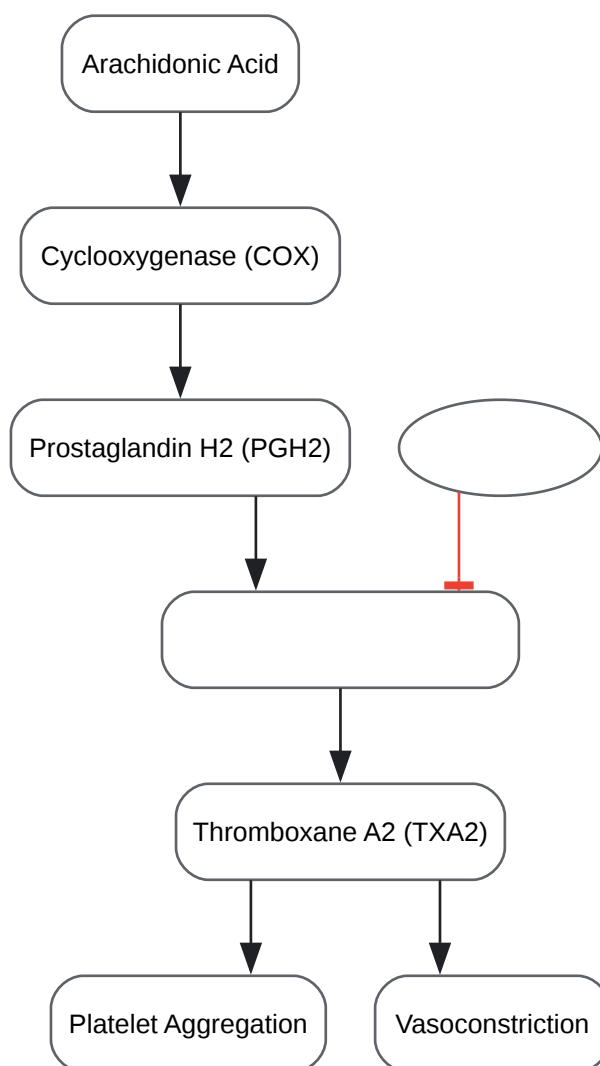 Arachidonic Acid
Cyclooxygenase (COX)
Prostaglandin H2 (PGH2)
Thromboxane A2 (TXA2)
Platelet Aggregation
Vasoconstriction